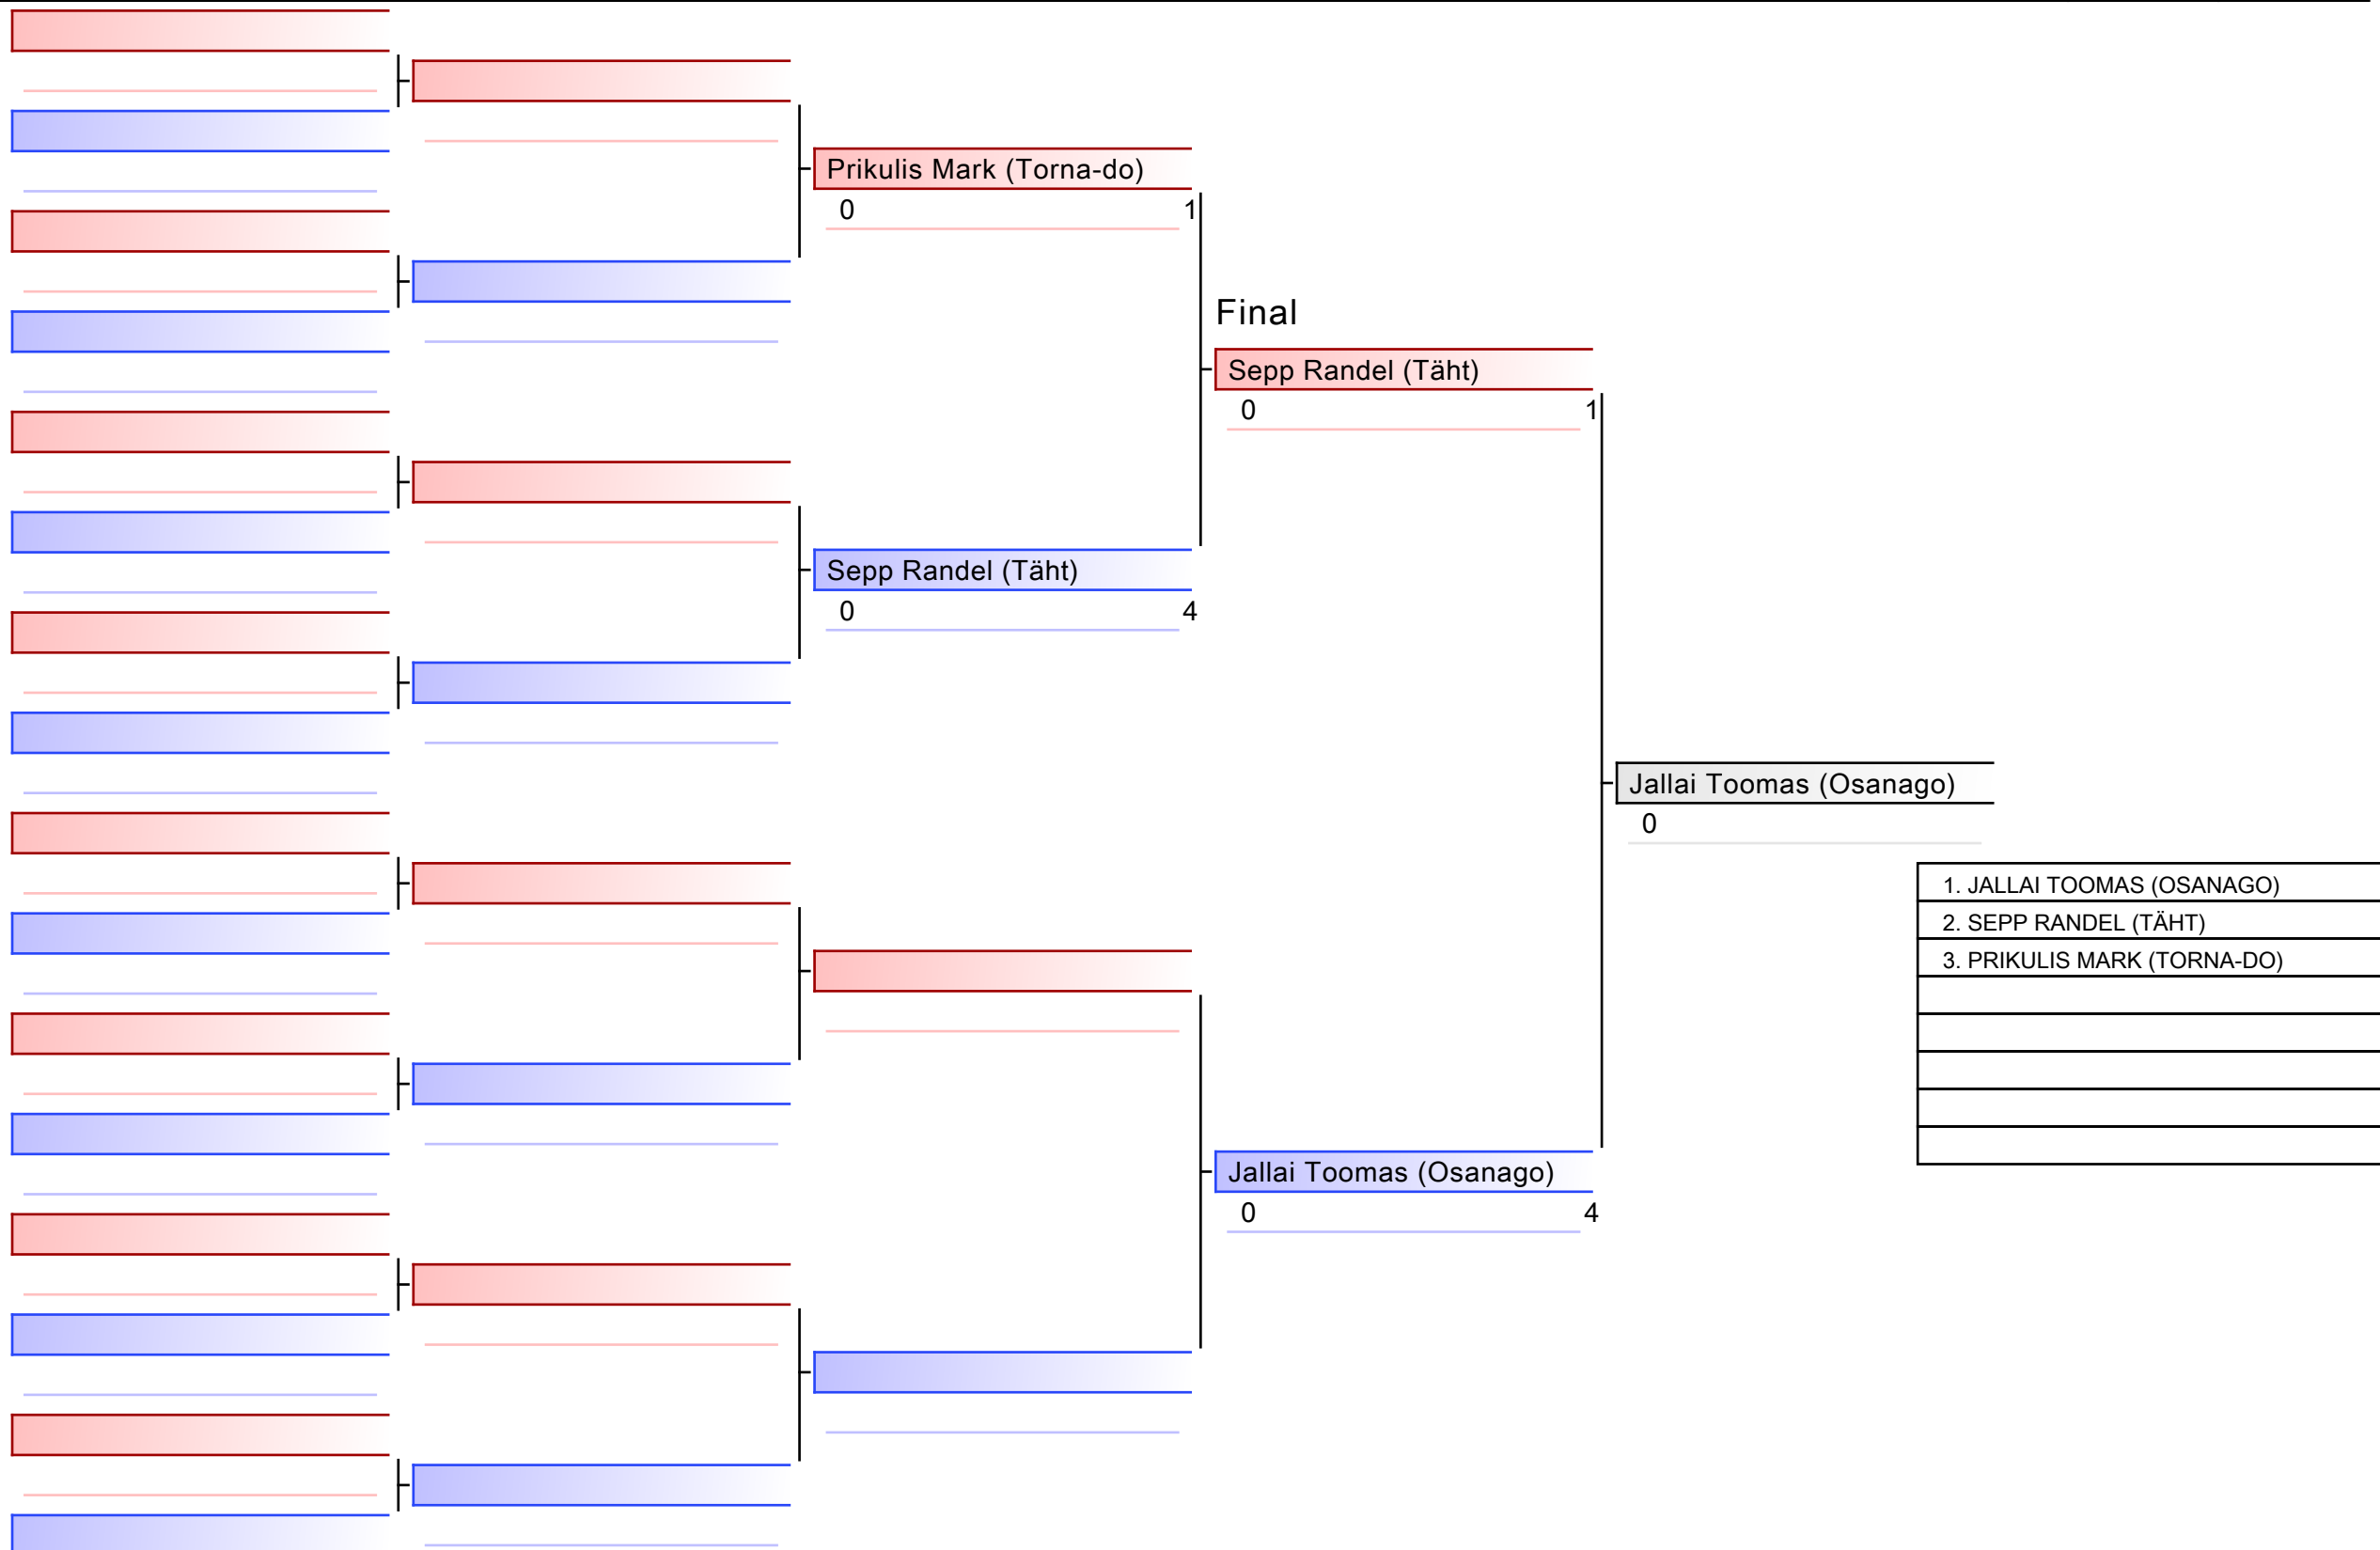 Prikulis Mark (Torna-do)
0 1
Final
Sepp Randel (Täht)
0 1
Sepp Randel (Täht)
0 4
Jallai Toomas (Osanago)
0
1. JALLAI TOOMAS (OSANAGO)
2. SEPP RANDEL (TÄHT)
3. PRIKULIS MARK (TORNA-DO)
Jallai Toomas (Osanago)
0 4